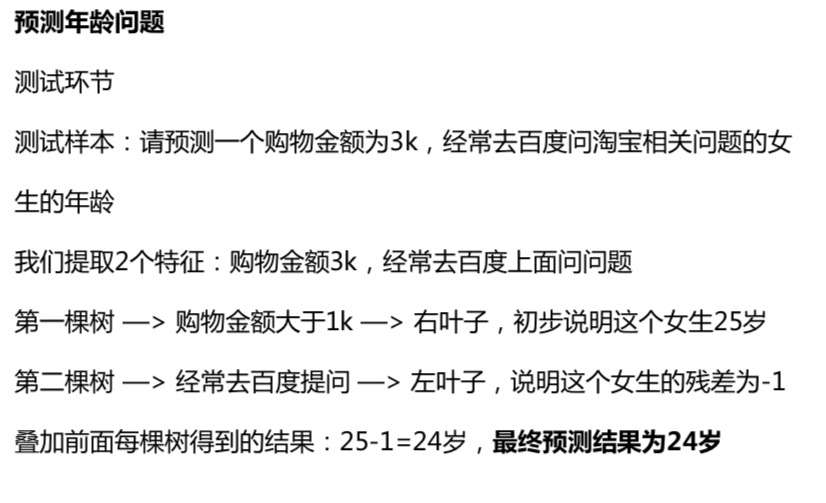 预测年龄问题
测试环节
测试样本：请预测一个购物金额为3k，经常去百度问淘宝相关问题的女
生的年龄
我们提取2个特征：购物金额3k，经常去百度上面问问题
第一棵树 —> 购物金额大于1k —> 右叶子，初步说明这个女生25岁
第二棵树 —> 经常去百度提问 —> 左叶子，说明这个女生的残差为-1
叠加前面每棵树得到的结果：25-1=24岁，最终预测结果为24岁